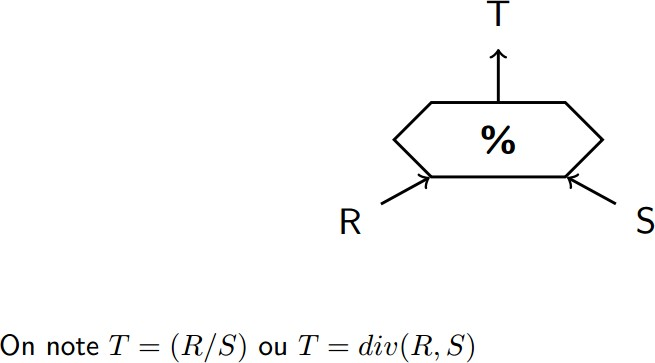 T
%
R S
On note T = (R/S) ou T = div(R, S)